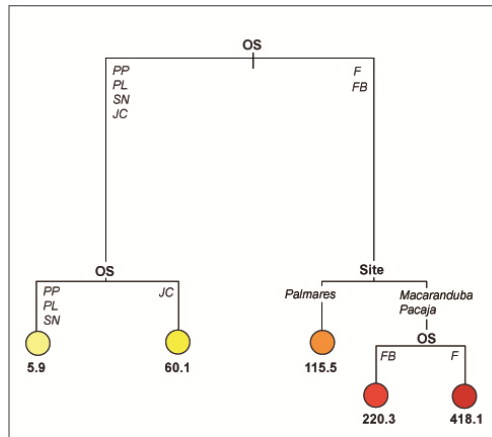 OS
PP
PL
SN
JC
F
FB
OS
Site
PP
PL
SN
JC
Palmares
Macaranduba
Pacaja
OS
FB
F
5.9
60.1
115.5
220.3
418.1